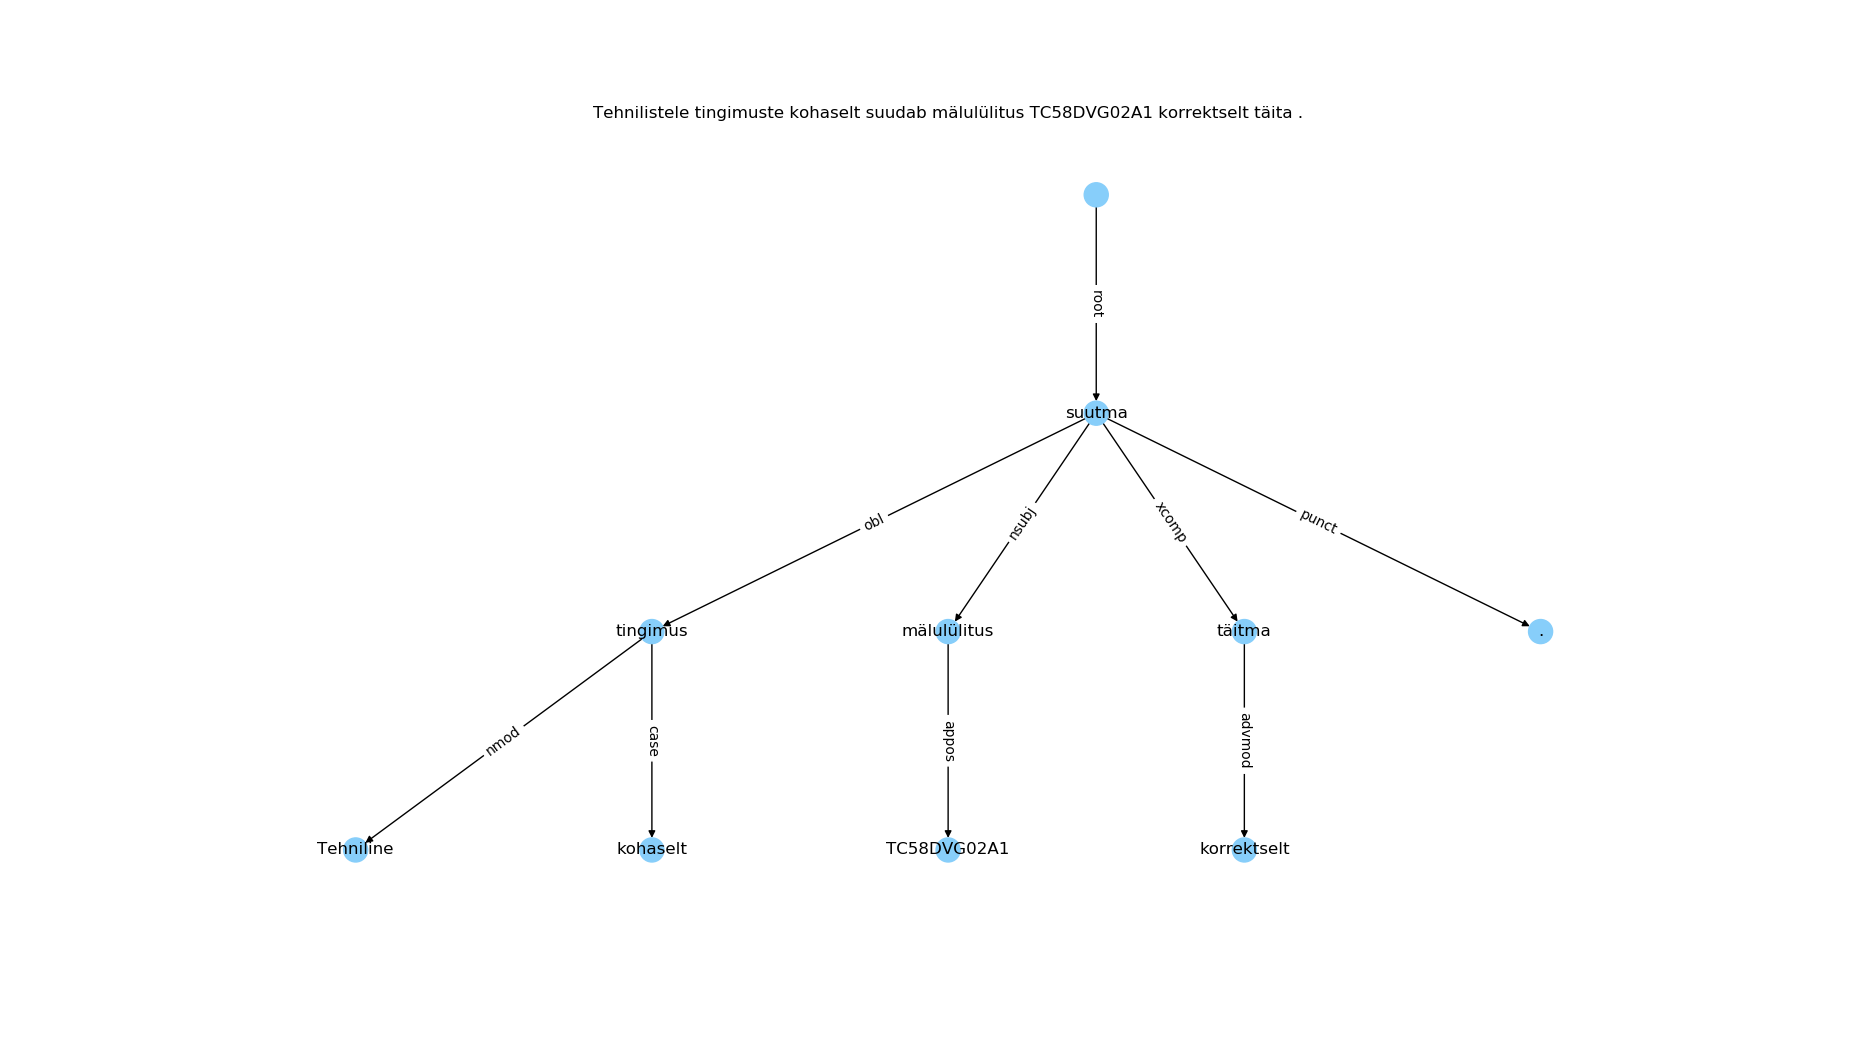 Tehnilistele tingimuste kohaselt suudab mälulülitus TC58DVG02A1 korrektselt täita .
root
suutma
obl
nsubj
xcomp
punct
tingimus
mälulülitus
täitma
.
nmod
case
appos
advmod
Tehniline
kohaselt
TC58DVG02A1
korrektselt